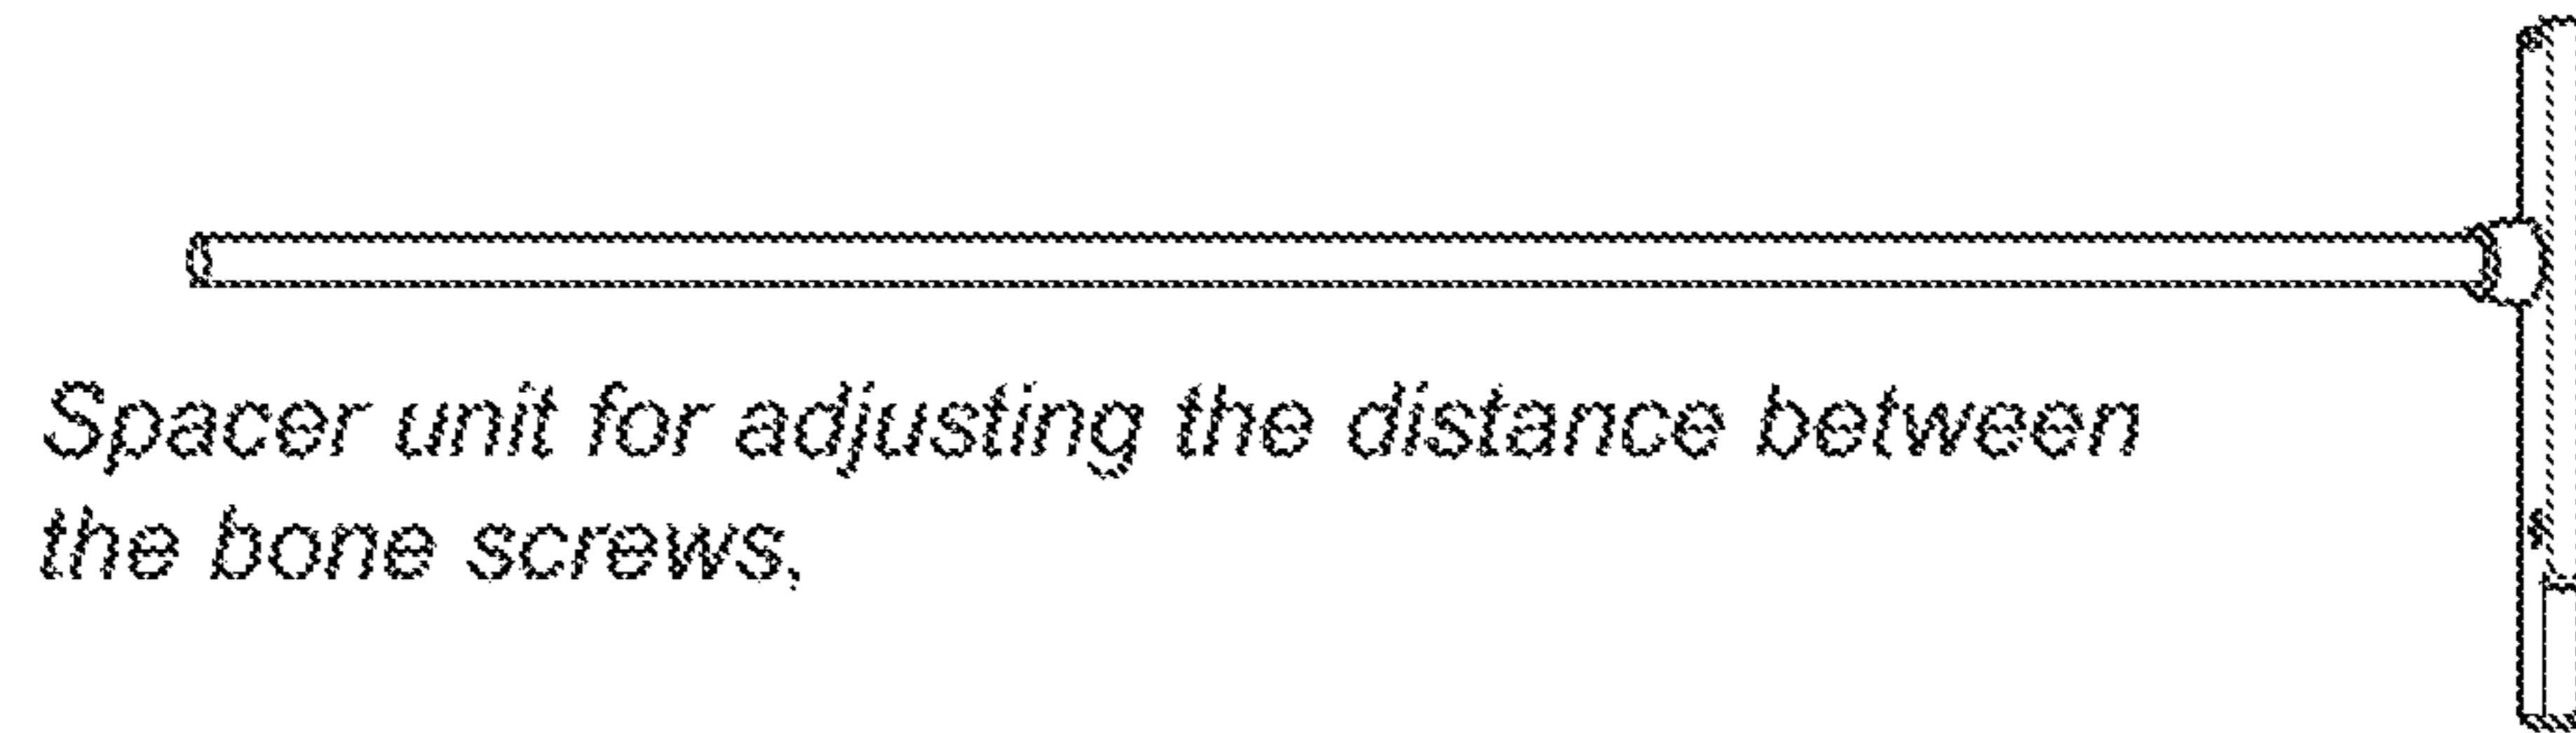 Spacer unit for adjusting the distance between
the bone screws,